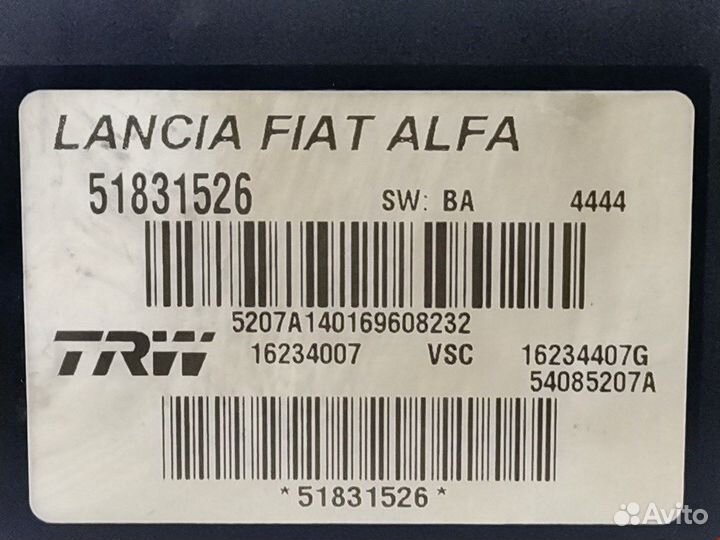 LANCIA FIAT ALFA
51831526 SW: BA 4444
5207A140169608232
TRW 16234007 VSC 16234407G
54085207A
*51831526*
Avito